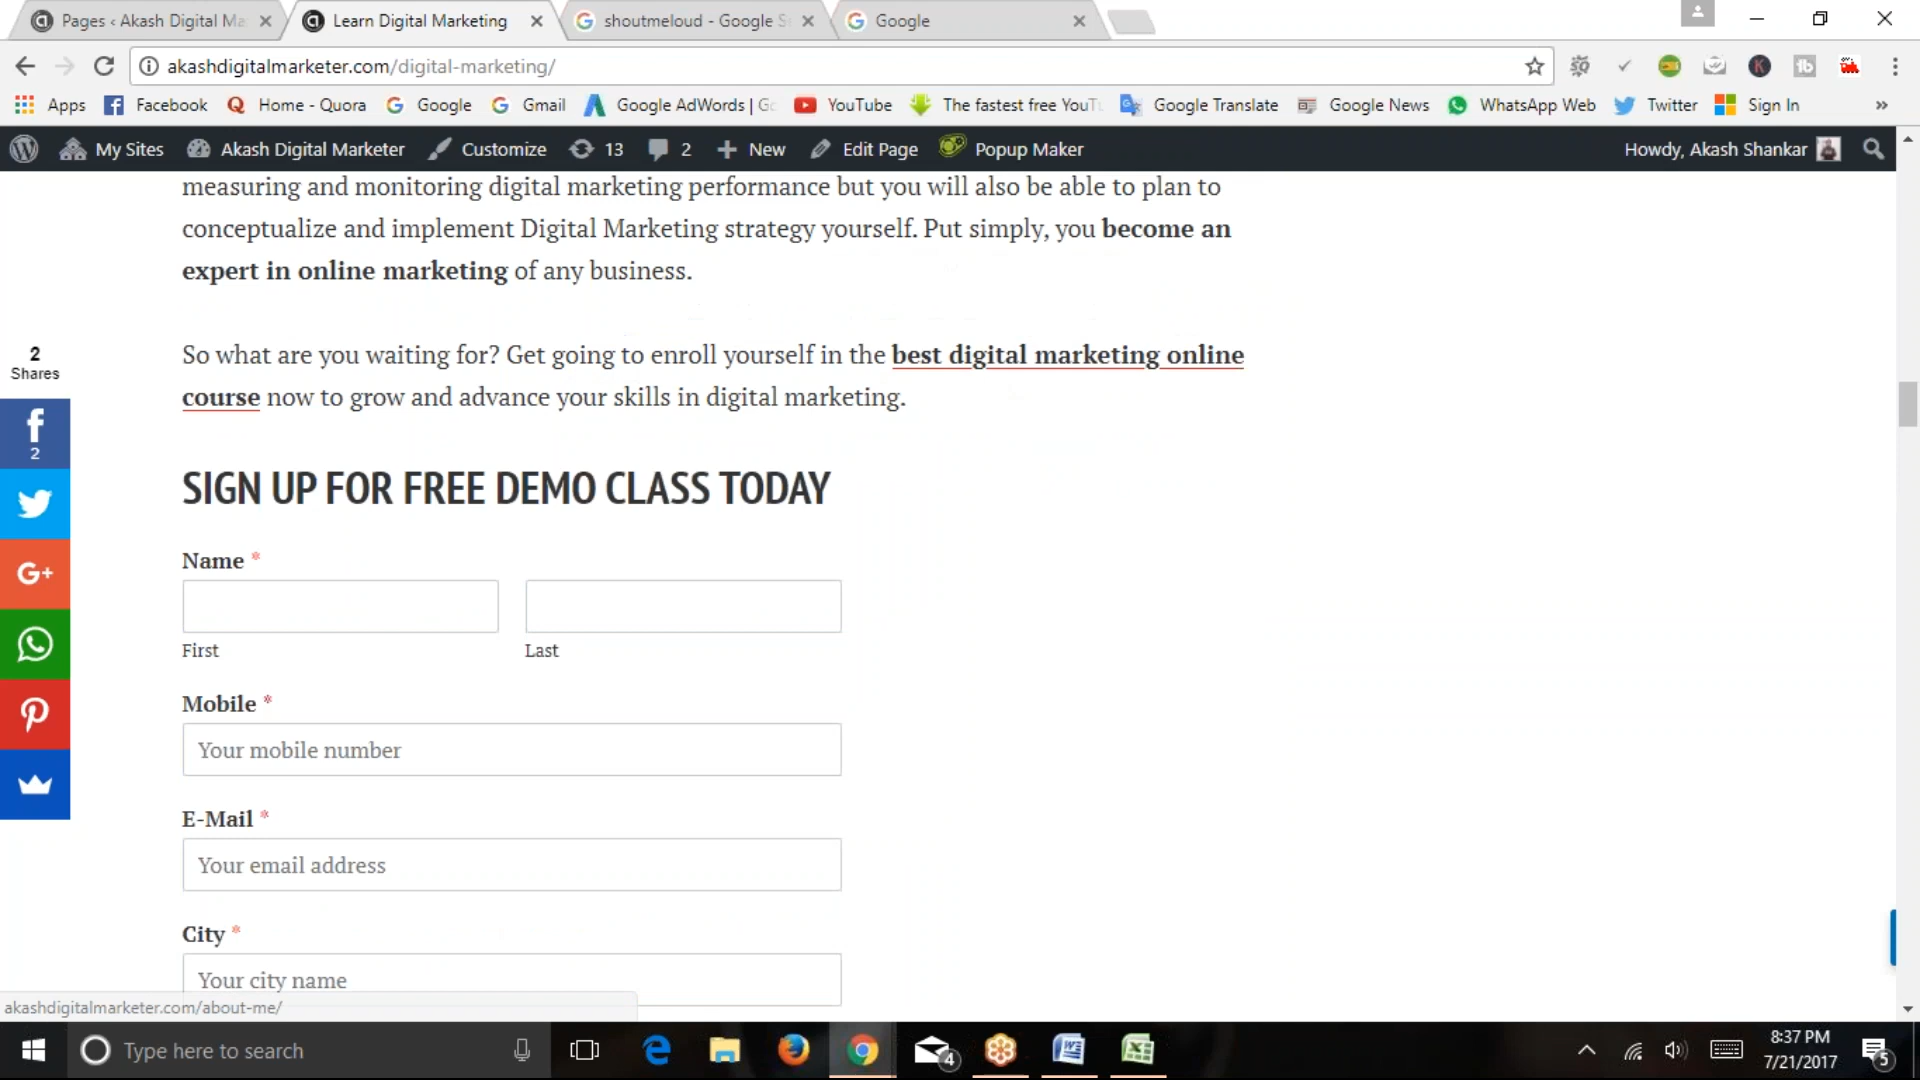 Pages ‹ Akash Digital Ma
Learn Digital Marketing
shoutmeloud - Google S
Google
akashdigitalmarketer.com/digital-marketing/
Apps
Facebook
Home - Quora
Google
Gmail
Google AdWords | Go
YouTube
The fastest free YouT
Google Translate
Google News
WhatsApp Web
Twitter
Sign In
»
My Sites
Akash Digital Marketer
Customize
13
2
New
Edit Page
Popup Maker
Howdy, Akash Shankar
measuring and monitoring digital marketing performance but you will also be able to plan to
conceptualize and implement Digital Marketing strategy yourself. Put simply, you become an
expert in online marketing of any business.
So what are you waiting for? Get going to enroll yourself in the best digital marketing online
course now to grow and advance your skills in digital marketing.
2
Shares
2
G+
SIGN UP FOR FREE DEMO CLASS TODAY
Name *
First
Last
Mobile *
Your mobile number
E-Mail *
Your email address
City *
Your city name
akashdigitalmarketer.com/about-me/
Type here to search
4
8:37 PM
7/21/2017
5